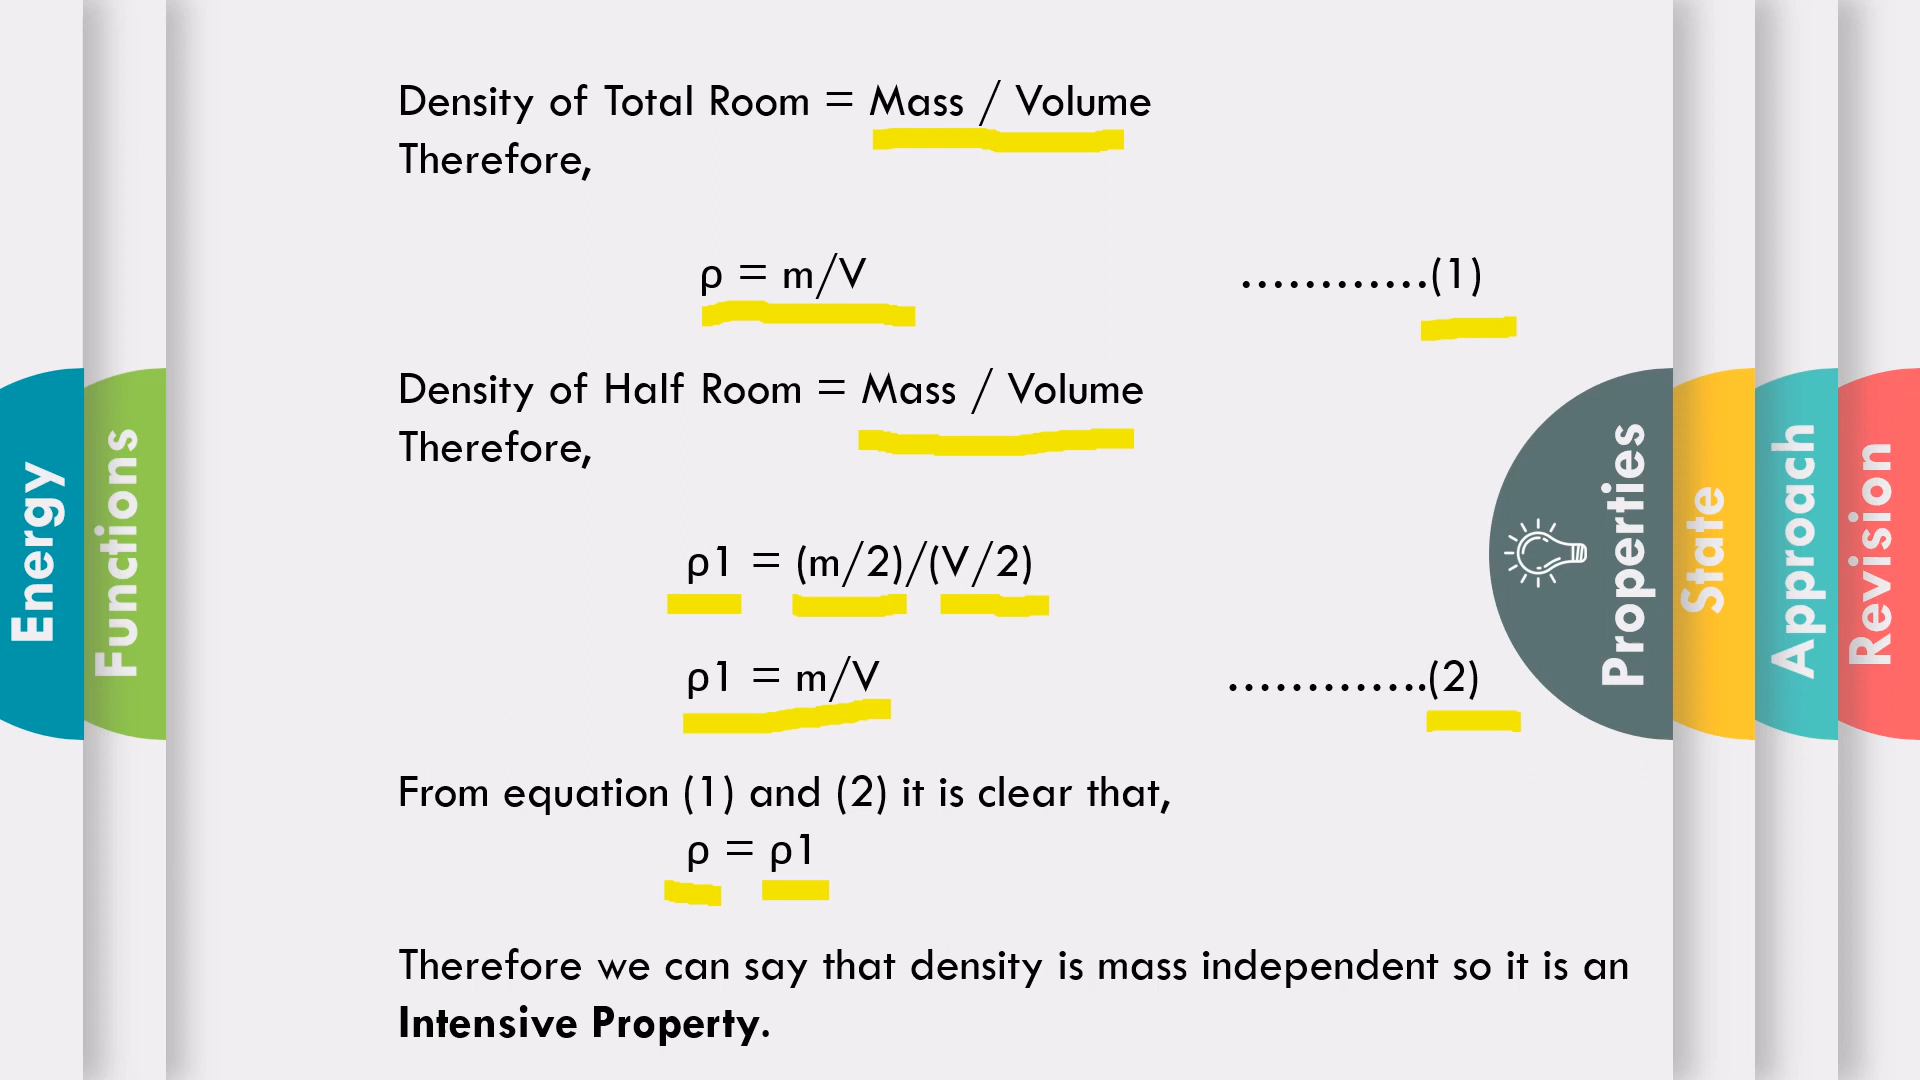 Density of Total Room = Mass / Volume
Therefore,
ρ = m/V …………(1)
Density of Half Room = Mass / Volume
Therefore,
ρ1 = (m/2)/(V/2)
ρ1 = m/V ………….(2)
From equation (1) and (2) it is clear that,
ρ = ρ1
Therefore we can say that density is mass independent so it is an
Intensive Property.
Energy
Functions
Properties
State
Approach
Revision